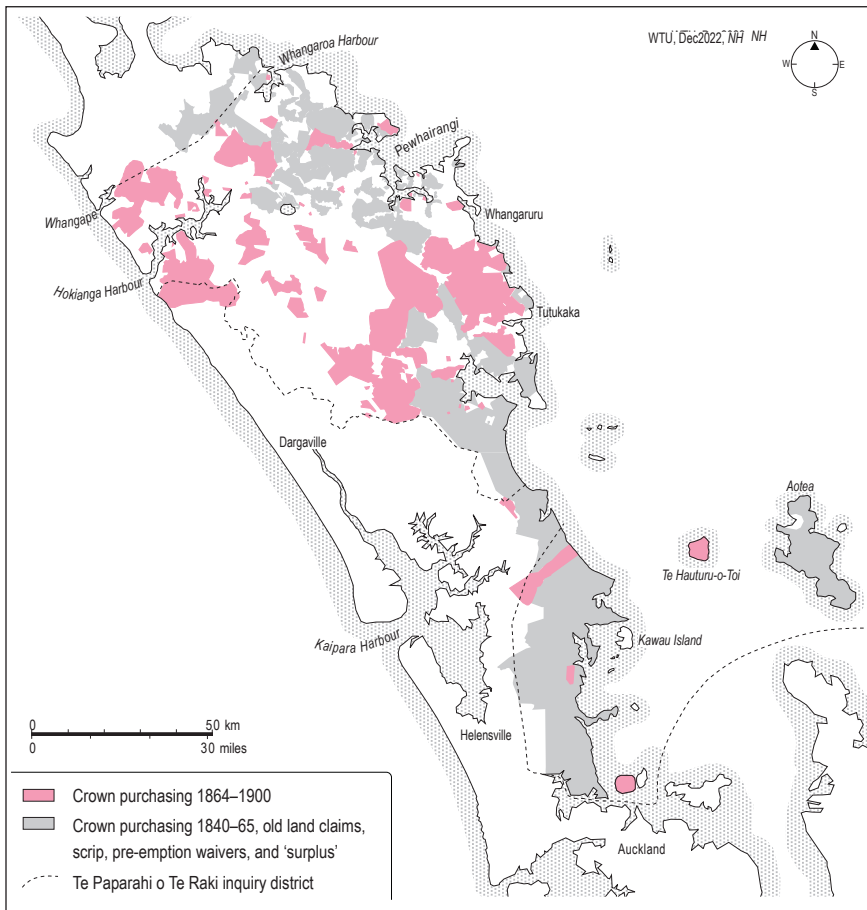 Whangaroa Harbour
WTU, Dec2022, NH NH
N
W E
S
Pewhairangi
Whangape
Whangaruru
Hokianga Harbour
Tutukaka
Dargaville
Aotea
Te Hauturu-o-Toi
Kaipara Harbour
Kawau Island
0 50 km
0 30 miles
Helensville
Crown purchasing 1864–1900
Crown purchasing 1840–65, old land claims,
scrip, pre-emption waivers, and ‘surplus’
Auckland
Te Paparahi o Te Raki inquiry district